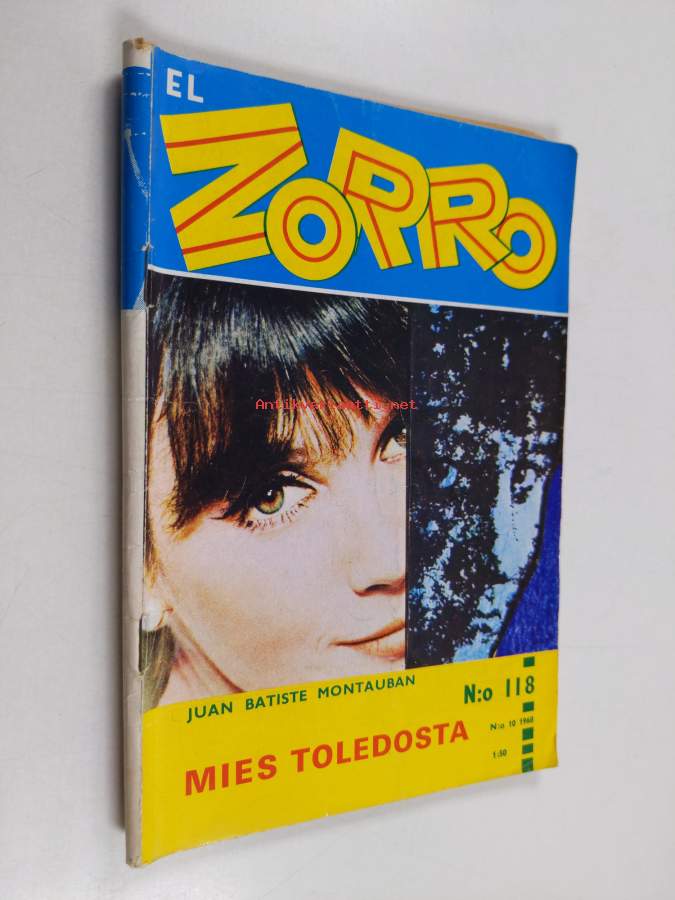 EL
ZORRO
Antikvariaatti.net
JUAN BATISTE MONTAUBAN
N:o 118
MIES TOLEDOSTA
N:o 10 1968
1:50